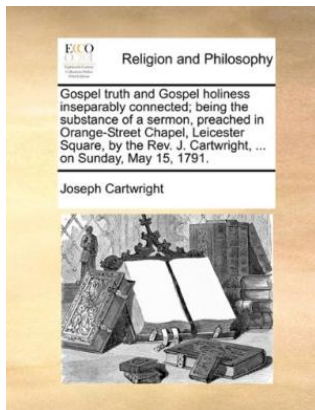 ECCO
Religion and Philosophy
Gospel truth and Gospel holiness
inseparably connected; being the
substance of a sermon, preached in
Orange-Street Chapel, Leicester
Square, by the Rev. J. Cartwright, ...
on Sunday, May 15, 1791.
Joseph Cartwright